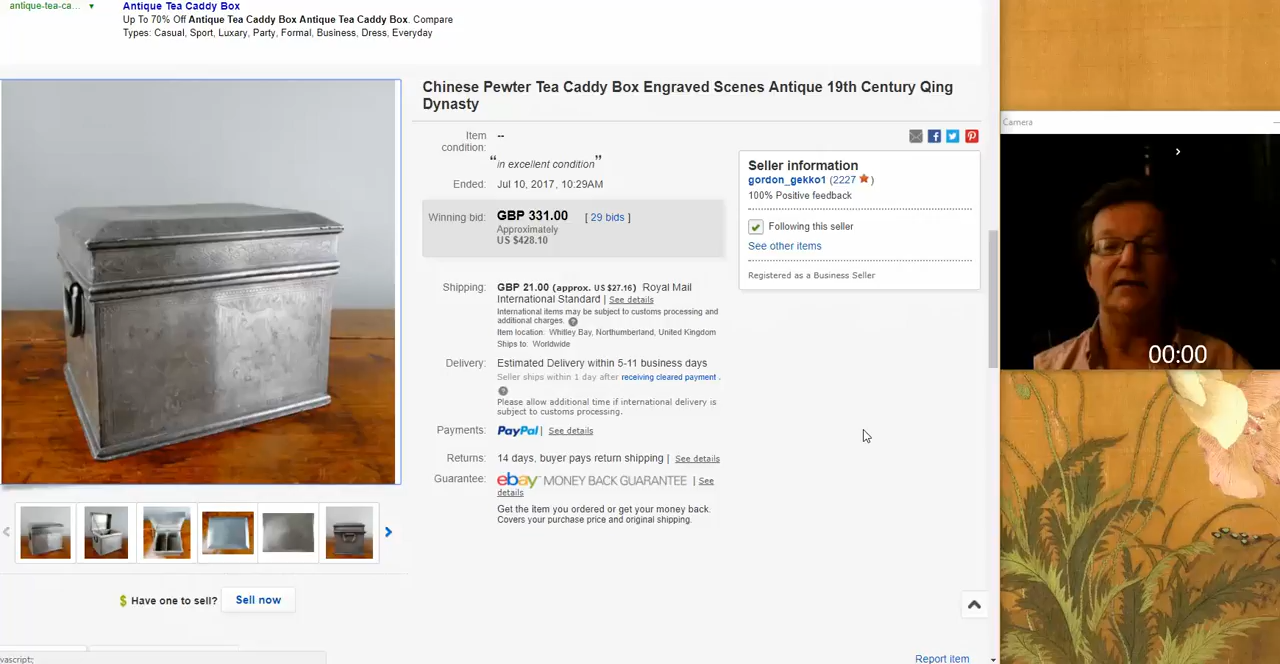 antique-tea-ca... ▼
Antique Tea Caddy Box
Up To 70% Off Antique Tea Caddy Box Antique Tea Caddy Box. Compare
Types: Casual, Sport, Luxary, Party, Formal, Business, Dress, Everyday
Chinese Pewter Tea Caddy Box Engraved Scenes Antique 19th Century Qing
Dynasty
Item
condition:
--
“in excellent condition”
Ended: Jul 10, 2017, 10:29AM
Winning bid: GBP 331.00 [ 29 bids ]
Approximately
US $428.10
Shipping: GBP 21.00 (approx. US $27.16) Royal Mail
International Standard | See details
International items may be subject to customs processing and
additional charges. ?
Item location: Whitley Bay, Northumberland, United Kingdom
Ships to: Worldwide
Delivery: Estimated Delivery within 5-11 business days
Seller ships within 1 day after receiving cleared payment .
?
Please allow additional time if international delivery is
subject to customs processing.
Payments: PayPal | See details
Returns: 14 days, buyer pays return shipping | See details
Guarantee: ebay MONEY BACK GUARANTEE | See
details
Get the item you ordered or get your money back.
Covers your purchase price and original shipping.
Seller information
gordon_gekko1 (2227 ★ )
100% Positive feedback
Following this seller
See other items
Registered as a Business Seller
$ Have one to sell? Sell now
Report item
vascript:;
Camera
00:00